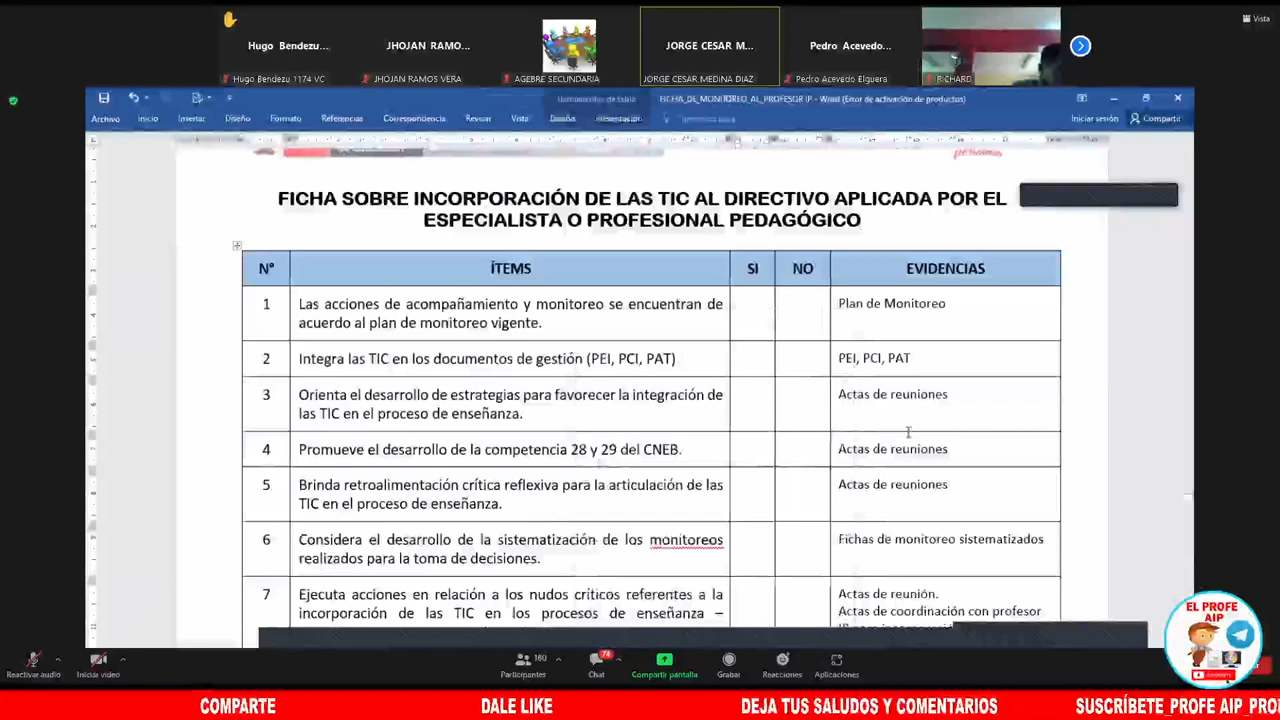 Vista
Hugo Bendezu...
JHOJAN RAMO...
JORGE CESAR M...
Pedro Acevedo...
Hugo Bendezu 1174 VC
JHOJAN RAMOS VERA
AGEBRE SECUNDARIA
JORGE CESAR MEDINA DIAZ
Pedro Acevedo Elguera
RICHARD
FICHA_DE_MONITOREO_AL_PROFESOR IP - Word (Error de activación de productos)
Archivo
Inicio
Insertar
Diseño
Formato
Referencias
Correspondencia
Revisar
Vista
Diseño
Presentación
Iniciar sesión
Compartir
FICHA SOBRE INCORPORACIÓN DE LAS TIC AL DIRECTIVO APLICADA POR EL
ESPECIALISTA O PROFESIONAL PEDAGÓGICO
N° ÍTEMS SI NO EVIDENCIAS
1 Las acciones de acompañamiento y monitoreo se encuentran de Plan de Monitoreo
acuerdo al plan de monitoreo vigente.
2 Integra las TIC en los documentos de gestión (PEI, PCI, PAT) PEI, PCI, PAT
3 Orienta el desarrollo de estrategias para favorecer la integración de Actas de reuniones
las TIC en el proceso de enseñanza.
4 Promueve el desarrollo de la competencia 28 y 29 del CNEB. Actas de reuniones
5 Brinda retroalimentación crítica reflexiva para la articulación de las Actas de reuniones
TIC en el proceso de enseñanza.
6 Considera el desarrollo de la sistematización de los monitoreos Fichas de monitoreo sistematizados
realizados para la toma de decisiones.
7 Ejecuta acciones en relación a los nudos críticos referentes a la Actas de reunión.
incorporación de las TIC en los procesos de enseñanza – Actas de coordinación con profesor
EL PROFE
AIP
Reactivar audio
Iniciar video
160
Participantes
74
Chat
Compartir pantalla
Grabar
Reacciones
Aplicaciones
COMPARTE
DALE LIKE
DEJA TUS SALUDOS Y COMENTARIOS
SUSCRÍBETE_PROFE AIP_PRO